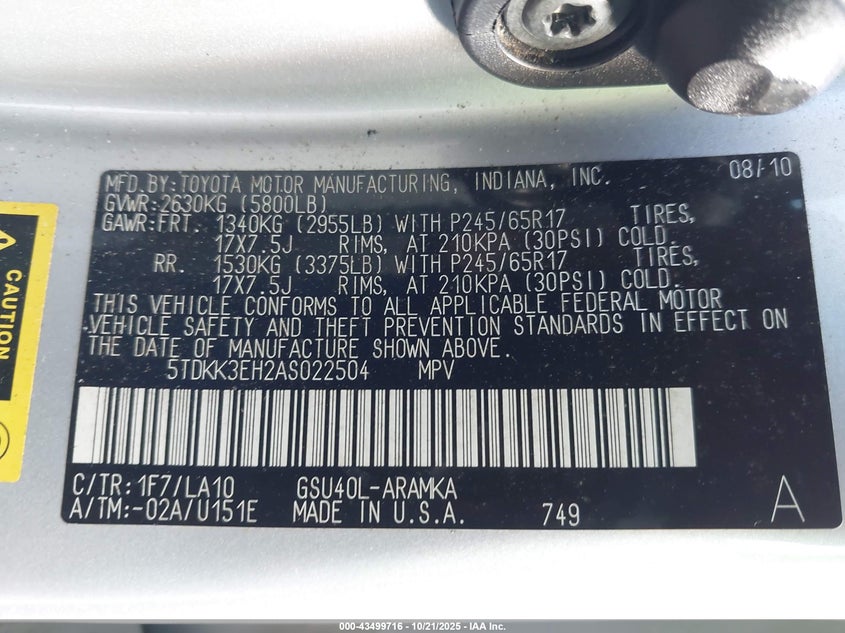 MFD.BY:TOYOTA MOTOR MANUFACTURING, INDIANA, INC. 08/10
GVWR:2630KG (5800LB)
GAWR:FRT. 1340KG (2955LB) WITH P245/65R17 TIRES,
17X7.5J RIMS, AT 210KPA (30PSI) COLD.
RR. 1530KG (3375LB) WITH P245/65R17 TIRES,
17X7.5J RIMS, AT 210KPA (30PSI) COLD.
THIS VEHICLE CONFORMS TO ALL APPLICABLE FEDERAL MOTOR
VEHICLE SAFETY AND THEFT PREVENTION STANDARDS IN EFFECT ON
THE DATE OF MANUFACTURE SHOWN ABOVE.
5TDKK3EH2AS022504 MPV
C/TR:1F7/LA10 GSU40L-ARAMKA
A/TM:-02A/U151E MADE IN U.S.A. 749 A
CAUTION
000-43499716 - 10/21/2025 - IAA Inc.